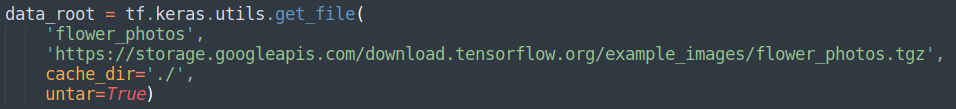 data_root = tf.keras.utils.get_file(
    'flower_photos',
    'https://storage.googleapis.com/download.tensorflow.org/example_images/flower_photos.tgz',
    cache_dir='./',
    untar=True)